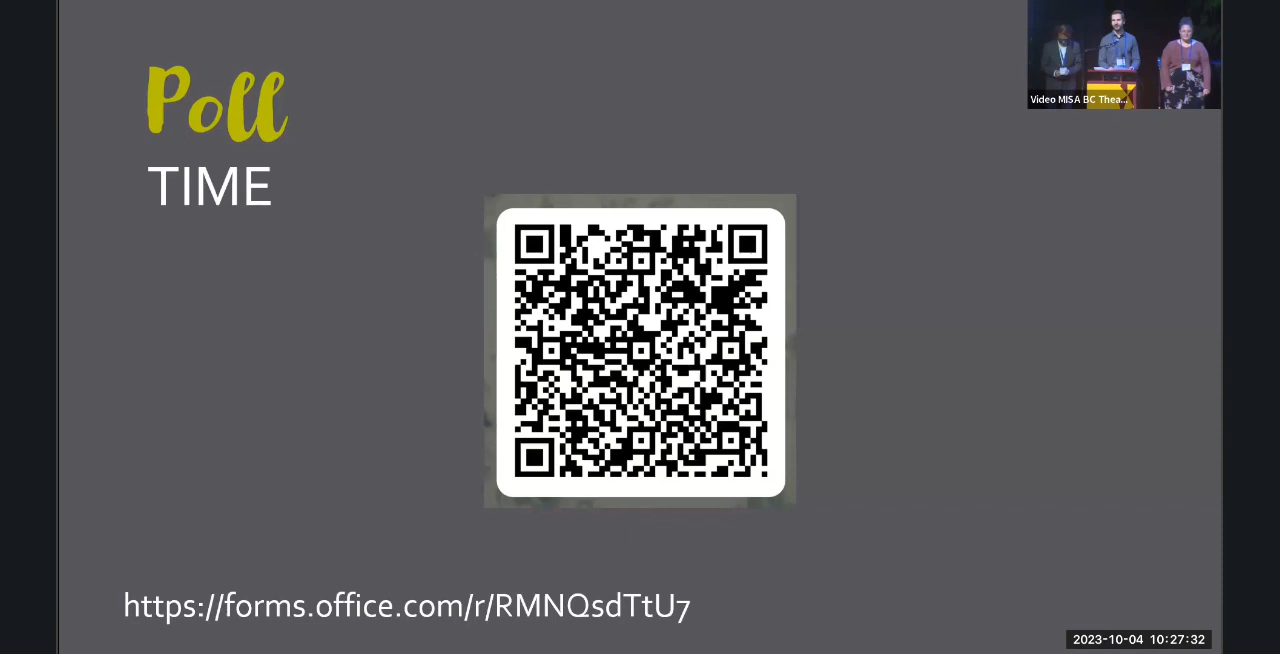 Poll
TIME
Video MISA BC Thea...
https://forms.office.com/r/RMNQsdTtU7
2023-10-04 10:27:32